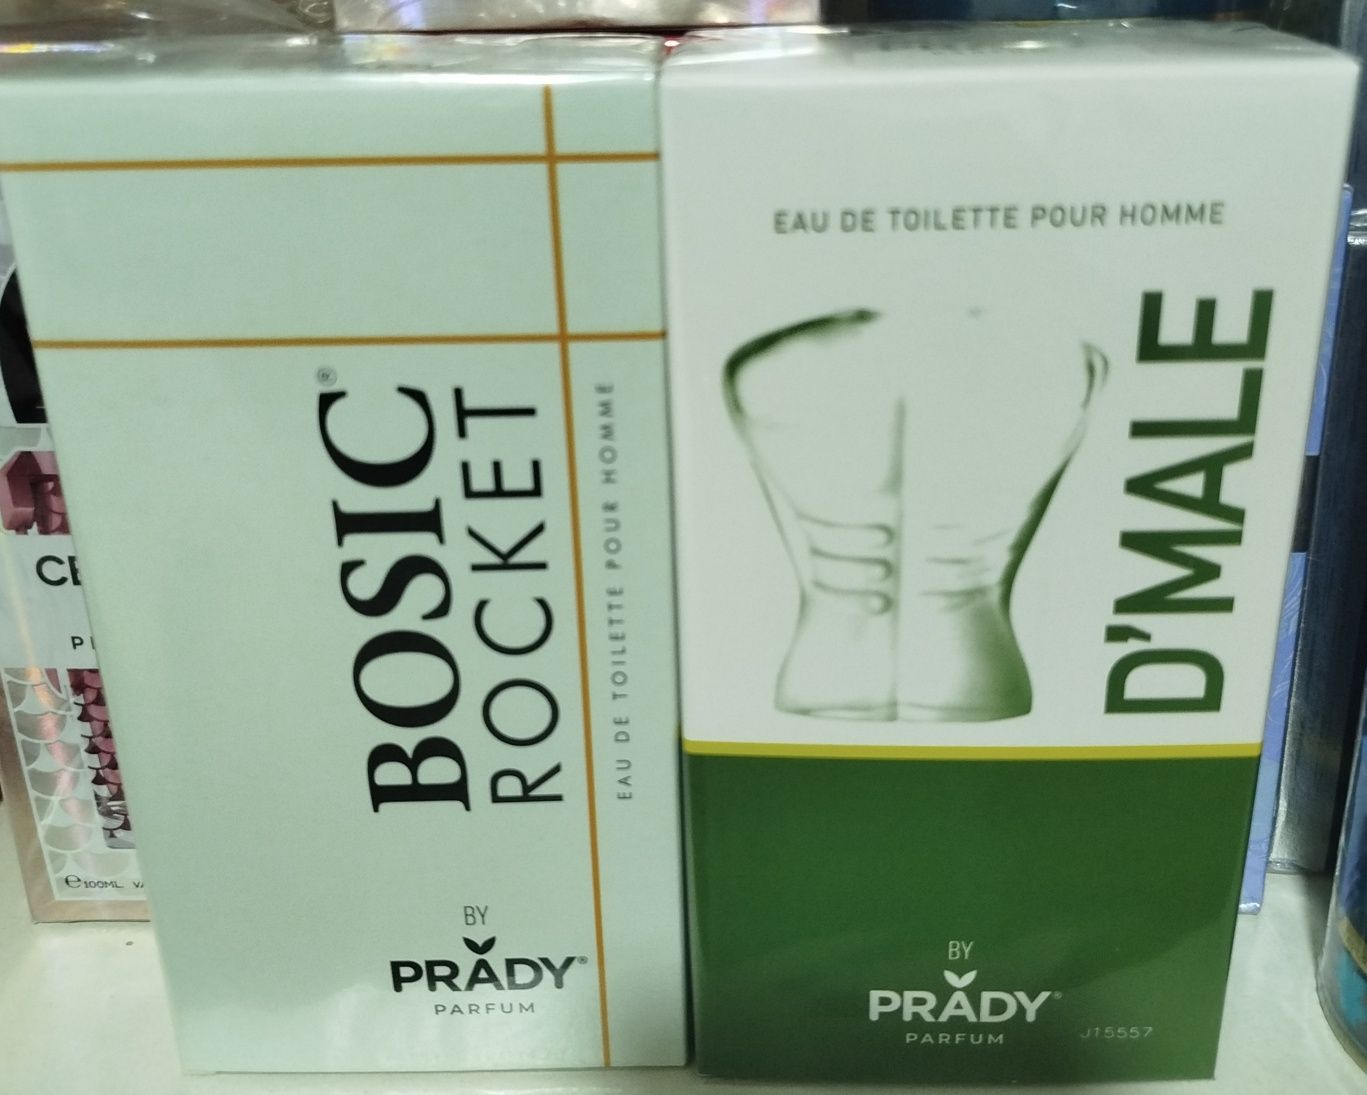 BOSIC®
ROCKET
EAU DE TOILETTE POUR HOMME
BY
PRADY®
PARFUM
EAU DE TOILETTE POUR HOMME
D'MALE
BY
PRADY®
PARFUM
J15557
℮100ML